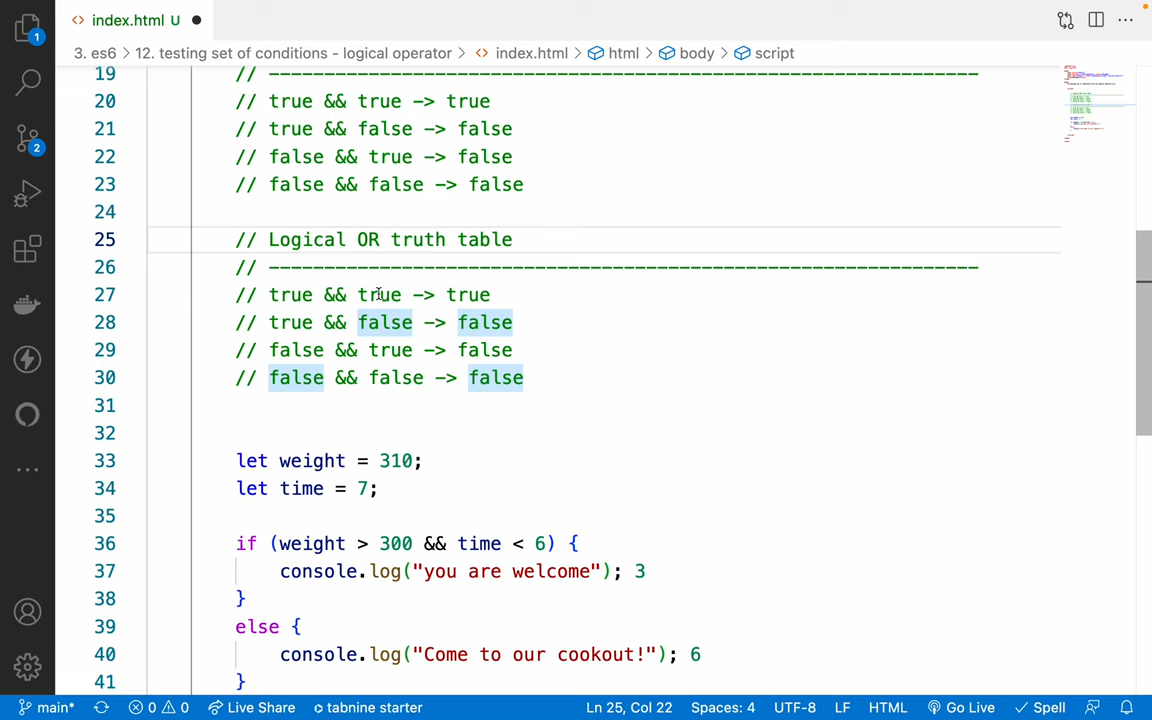 index.html U
3. es6 > 12. testing set of conditions - logical operator > index.html > html > body > script
1
2
19 // -----------------------------------------------------------------
20 // true && true -> true
21 // true && false -> false
22 // false && true -> false
23 // false && false -> false
24
25 // Logical OR truth table
26 // -----------------------------------------------------------------
27 // true && true -> true
28 // true && false -> false
29 // false && true -> false
30 // false && false -> false
31
32
33 let weight = 310;
34 let time = 7;
35
36 if (weight > 300 && time < 6) {
37 console.log("you are welcome"); 3
38 }
39 else {
40 console.log("Come to our cookout!"); 6
41 }
main* 0 0 Live Share tabnine starter Ln 25, Col 22 Spaces: 4 UTF-8 LF HTML Go Live Spell